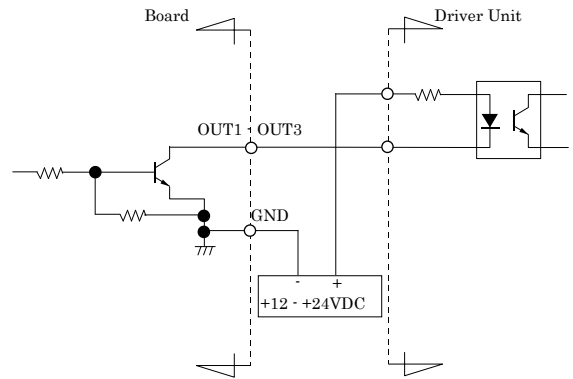 Board
Driver Unit
OUT1 - OUT3
GND
- +
+12 - +24VDC